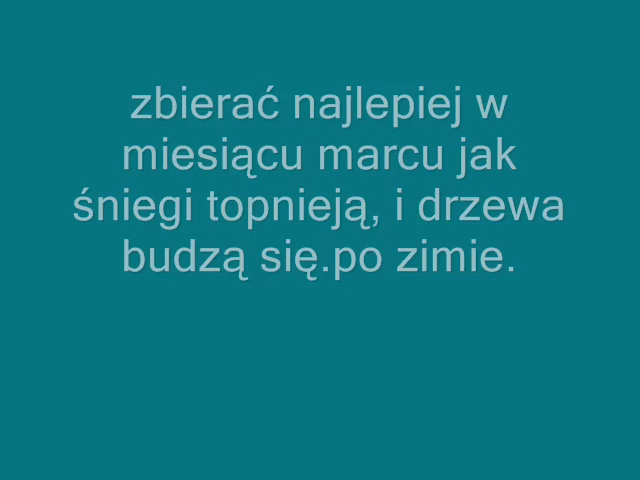 zbierać najlepiej w
miesiącu marcu jak
śniegi topnieją, i drzewa
budzą się.po zimie.